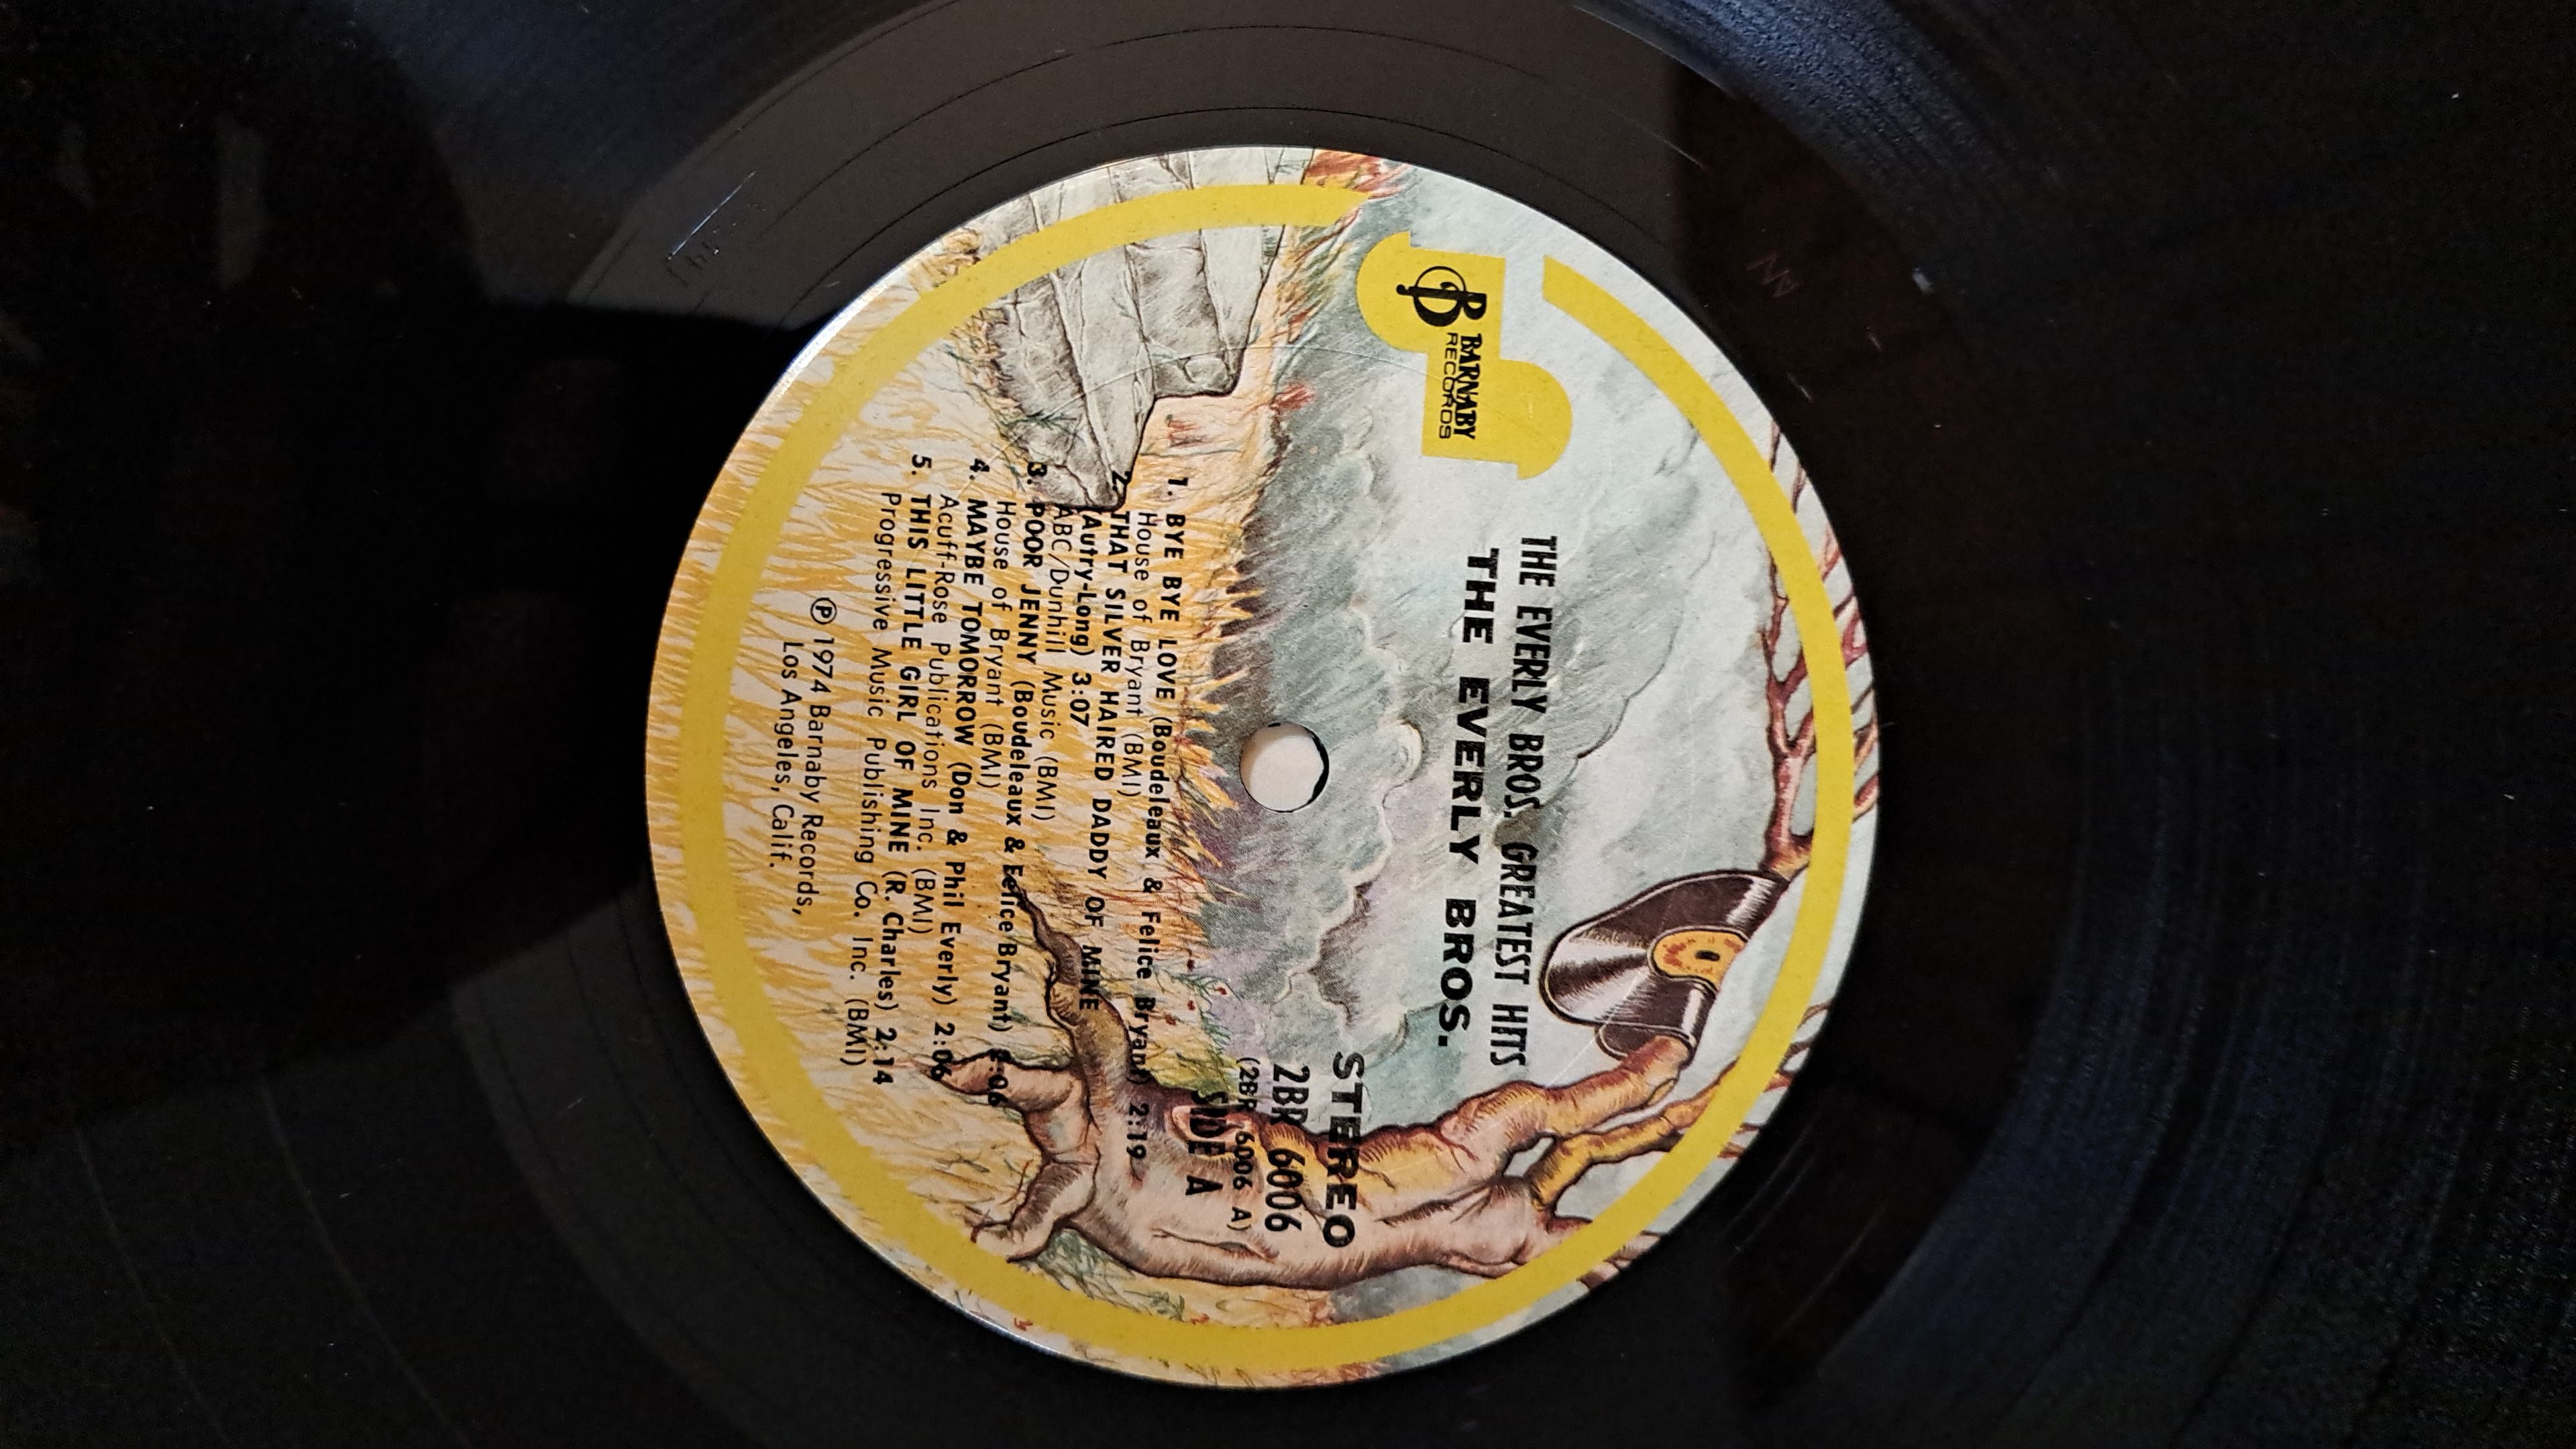 BARNABY
RECORDS
THE EVERLY BROS. GREATEST HITS
THE EVERLY BROS.
STEREO
2BR 6006
(2BR 6006 A)
SIDE A
1. BYE BYE LOVE (Boudeleaux & Felice Bryant) 2:19
House of Bryant (BMI)
2. THAT SILVER HAIRED DADDY OF MINE
(Autry-Long) 3:07
ABC/Dunhill Music (BMI)
3. POOR JENNY (Boudeleaux & Felice Bryant) 2:06
House of Bryant (BMI)
4. MAYBE TOMORROW (Don & Phil Everly) 2:06
Acuff-Rose Publications Inc. (BMI)
5. THIS LITTLE GIRL OF MINE (R. Charles) 2:14
Progressive Music Publishing Co. Inc. (BMI)
℗ 1974 Barnaby Records,
Los Angeles, Calif.